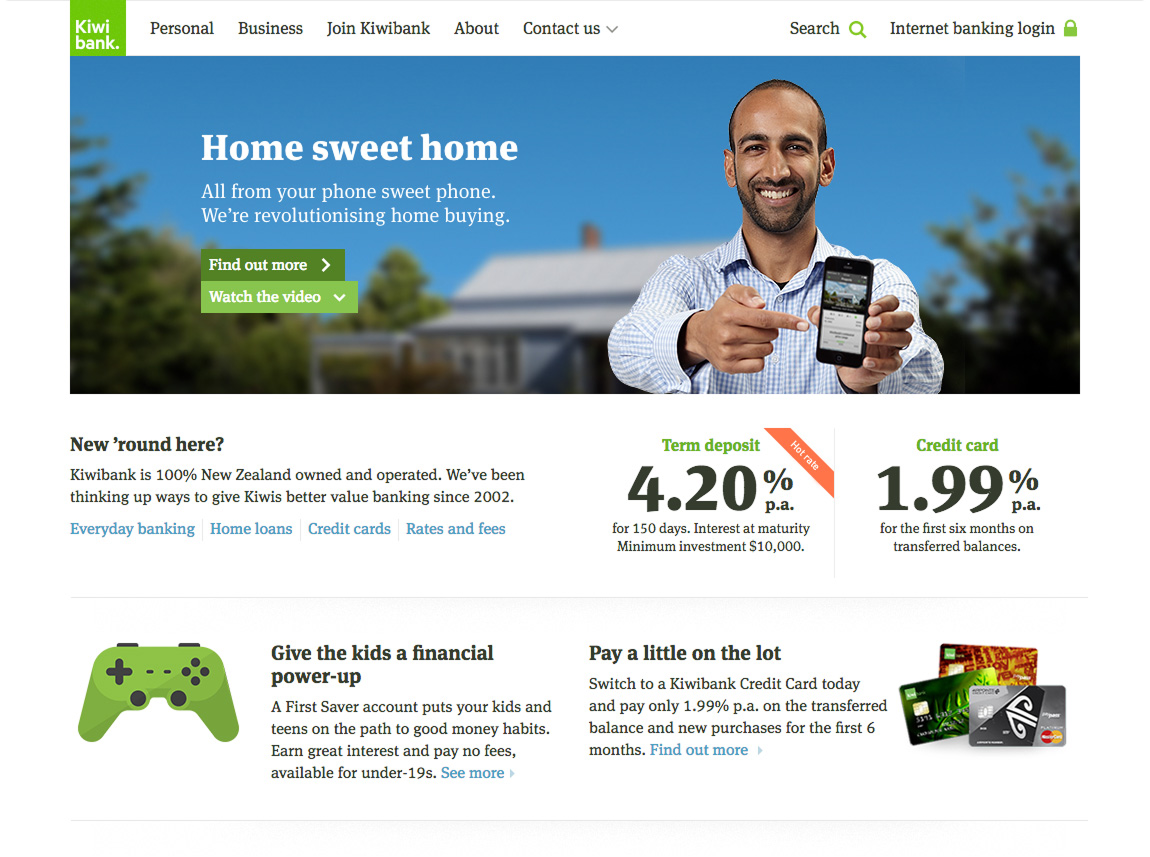 Kiwi
bank.
Personal
Business
Join Kiwibank
About
Contact us
Search
Internet banking login
Home sweet home
All from your phone sweet phone.
We’re revolutionising home buying.
Find out more
Watch the video
New ’round here?
Kiwibank is 100% New Zealand owned and operated. We’ve been
thinking up ways to give Kiwis better value banking since 2002.
Everyday banking
Home loans
Credit cards
Rates and fees
Term deposit
Hot rate
4.20%
p.a.
for 150 days. Interest at maturity
Minimum investment $10,000.
Credit card
1.99%
p.a.
for the first six months on
transferred balances.
Give the kids a financial
power-up
A First Saver account puts your kids and
teens on the path to good money habits.
Earn great interest and pay no fees,
available for under-19s. See more
Pay a little on the lot
Switch to a Kiwibank Credit Card today
and pay only 1.99% p.a. on the transferred
balance and new purchases for the first 6
months. Find out more
MasterCard